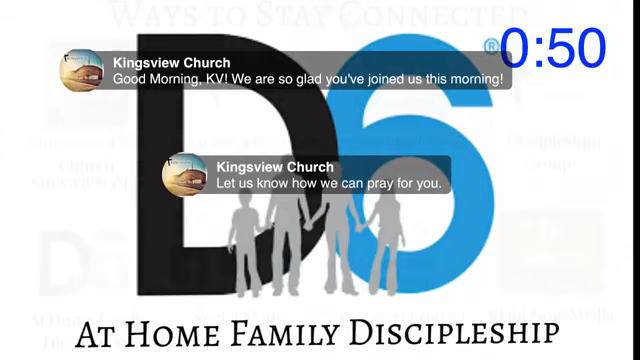 Ways to Stay Connected
0:50
Kingsview Church
Good Morning, KV! We are so glad you've joined us this morning!
D6®
Kingsview Church
Let us know how we can pray for you.
At Home Family Discipleship